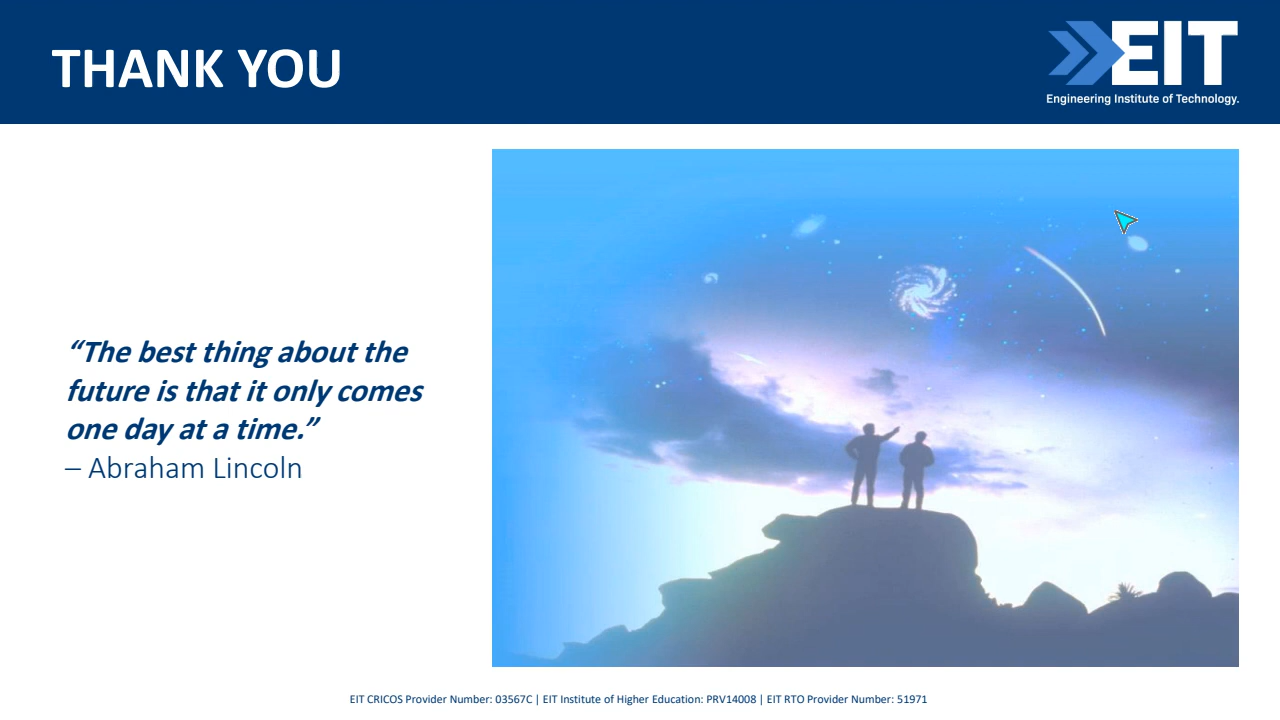 THANK YOU
EIT
Engineering Institute of Technology.
“The best thing about the
future is that it only comes
one day at a time.”
– Abraham Lincoln
EIT CRICOS Provider Number: 03567C | EIT Institute of Higher Education: PRV14008 | EIT RTO Provider Number: 51971